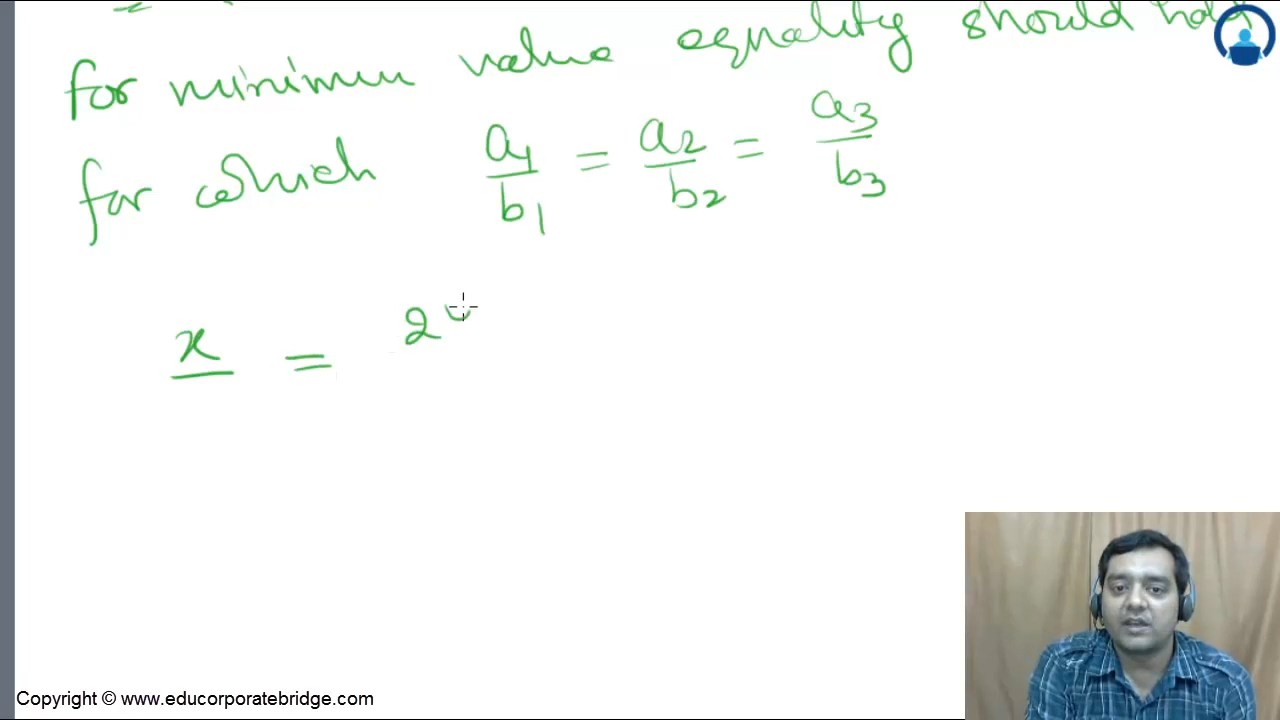 for minimum value equality should hold
for which a1/b1 = a2/b2 = a3/b3
x = 2
Copyright © www.educorporatebridge.com